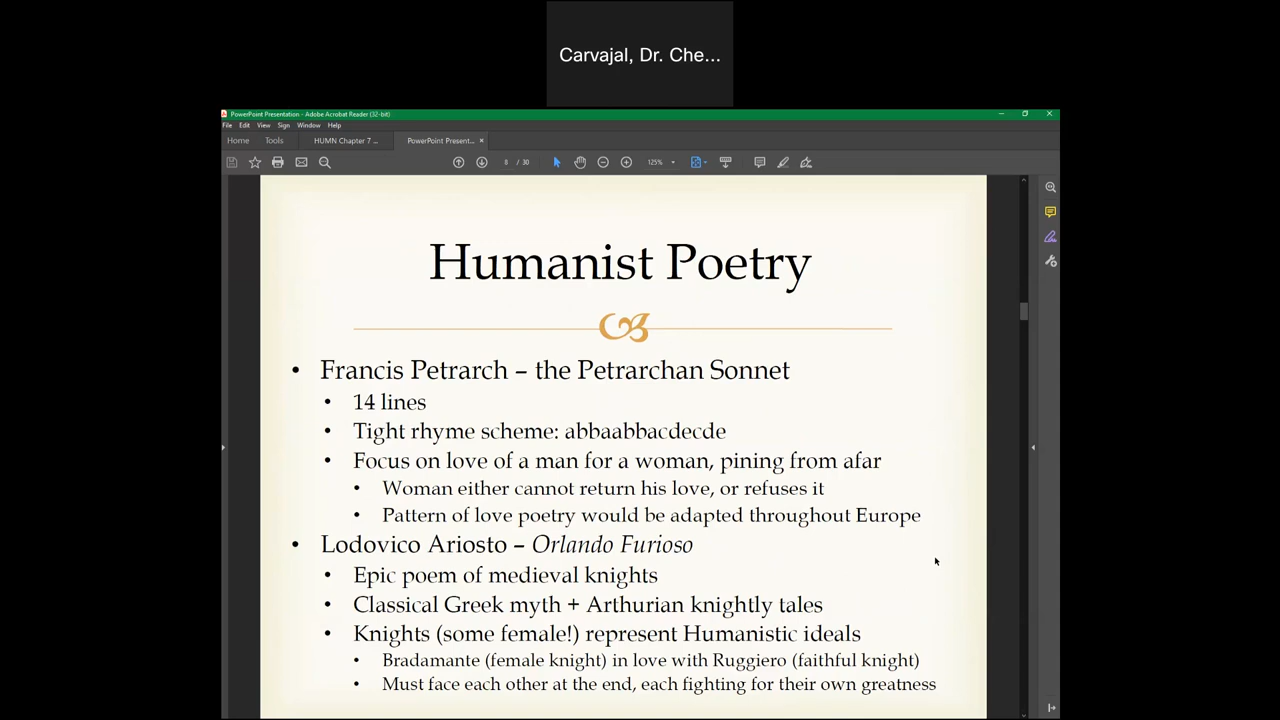 Carvajal, Dr. Che...
PowerPoint Presentation - Adobe Acrobat Reader (32-bit)
File Edit View Sign Window Help
Home Tools HUMN Chapter 7 ... PowerPoint Present... ×
8 / 30 125%
Humanist Poetry
• Francis Petrarch – the Petrarchan Sonnet
• 14 lines
• Tight rhyme scheme: abbaabbacdecde
• Focus on love of a man for a woman, pining from afar
• Woman either cannot return his love, or refuses it
• Pattern of love poetry would be adapted throughout Europe
• Lodovico Ariosto – Orlando Furioso
• Epic poem of medieval knights
• Classical Greek myth + Arthurian knightly tales
• Knights (some female!) represent Humanistic ideals
• Bradamante (female knight) in love with Ruggiero (faithful knight)
• Must face each other at the end, each fighting for their own greatness